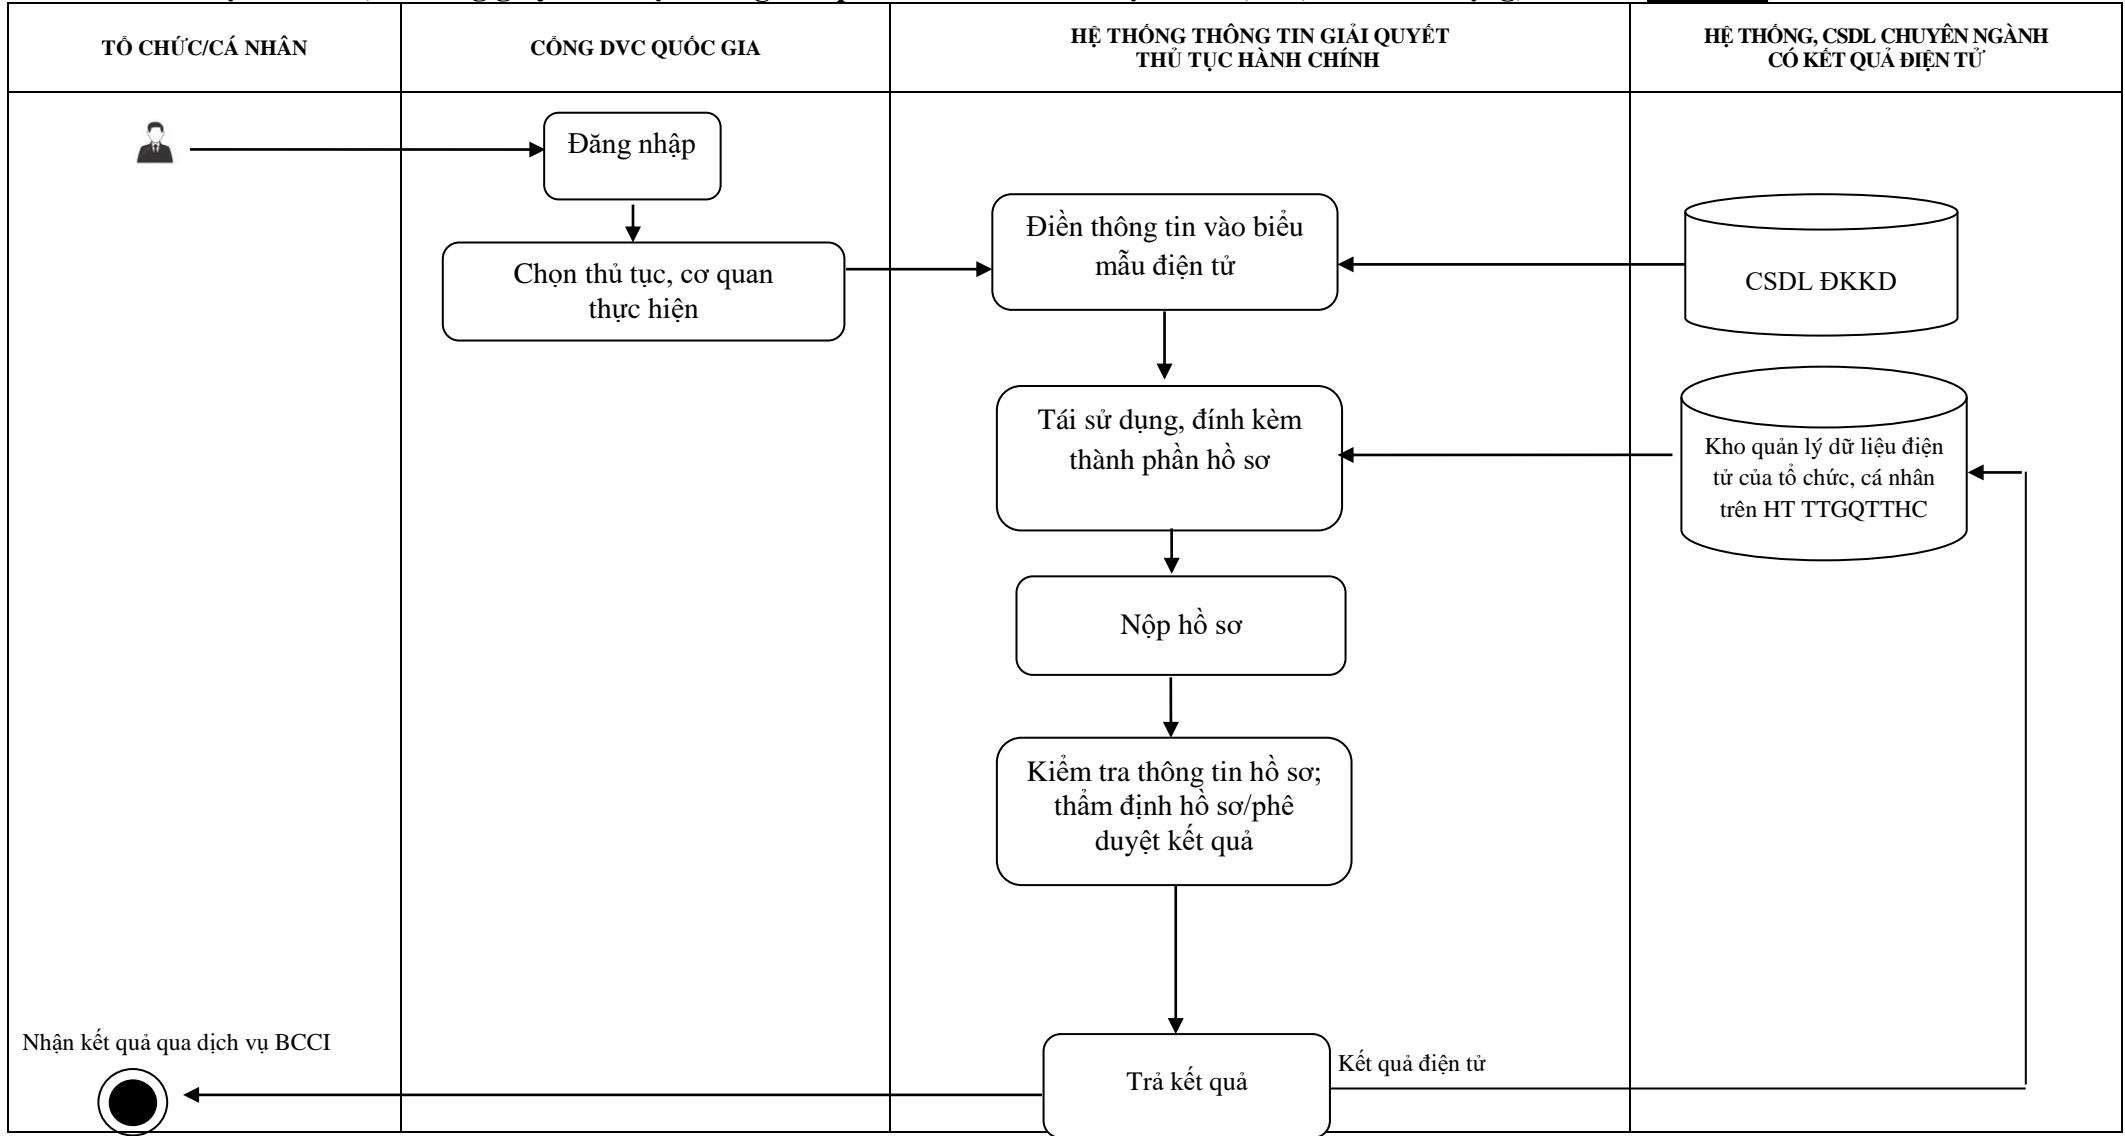 TỔ CHỨC/CÁ NHÂN
CỔNG DVC QUỐC GIA
HỆ THỐNG THÔNG TIN GIẢI QUYẾT
THỦ TỤC HÀNH CHÍNH
HỆ THỐNG, CSDL CHUYÊN NGÀNH
CÓ KẾT QUẢ ĐIỆN TỬ
Đăng nhập
Chọn thủ tục, cơ quan
thực hiện
Điền thông tin vào biểu
mẫu điện tử
CSDL ĐKKD
Tái sử dụng, đính kèm
thành phần hồ sơ
Kho quản lý dữ liệu điện
tử của tổ chức, cá nhân
trên HT TTGQTTHC
Nộp hồ sơ
Kiểm tra thông tin hồ sơ;
thẩm định hồ sơ/phê
duyệt kết quả
Nhận kết quả qua dịch vụ BCCI
Trả kết quả
Kết quả điện tử